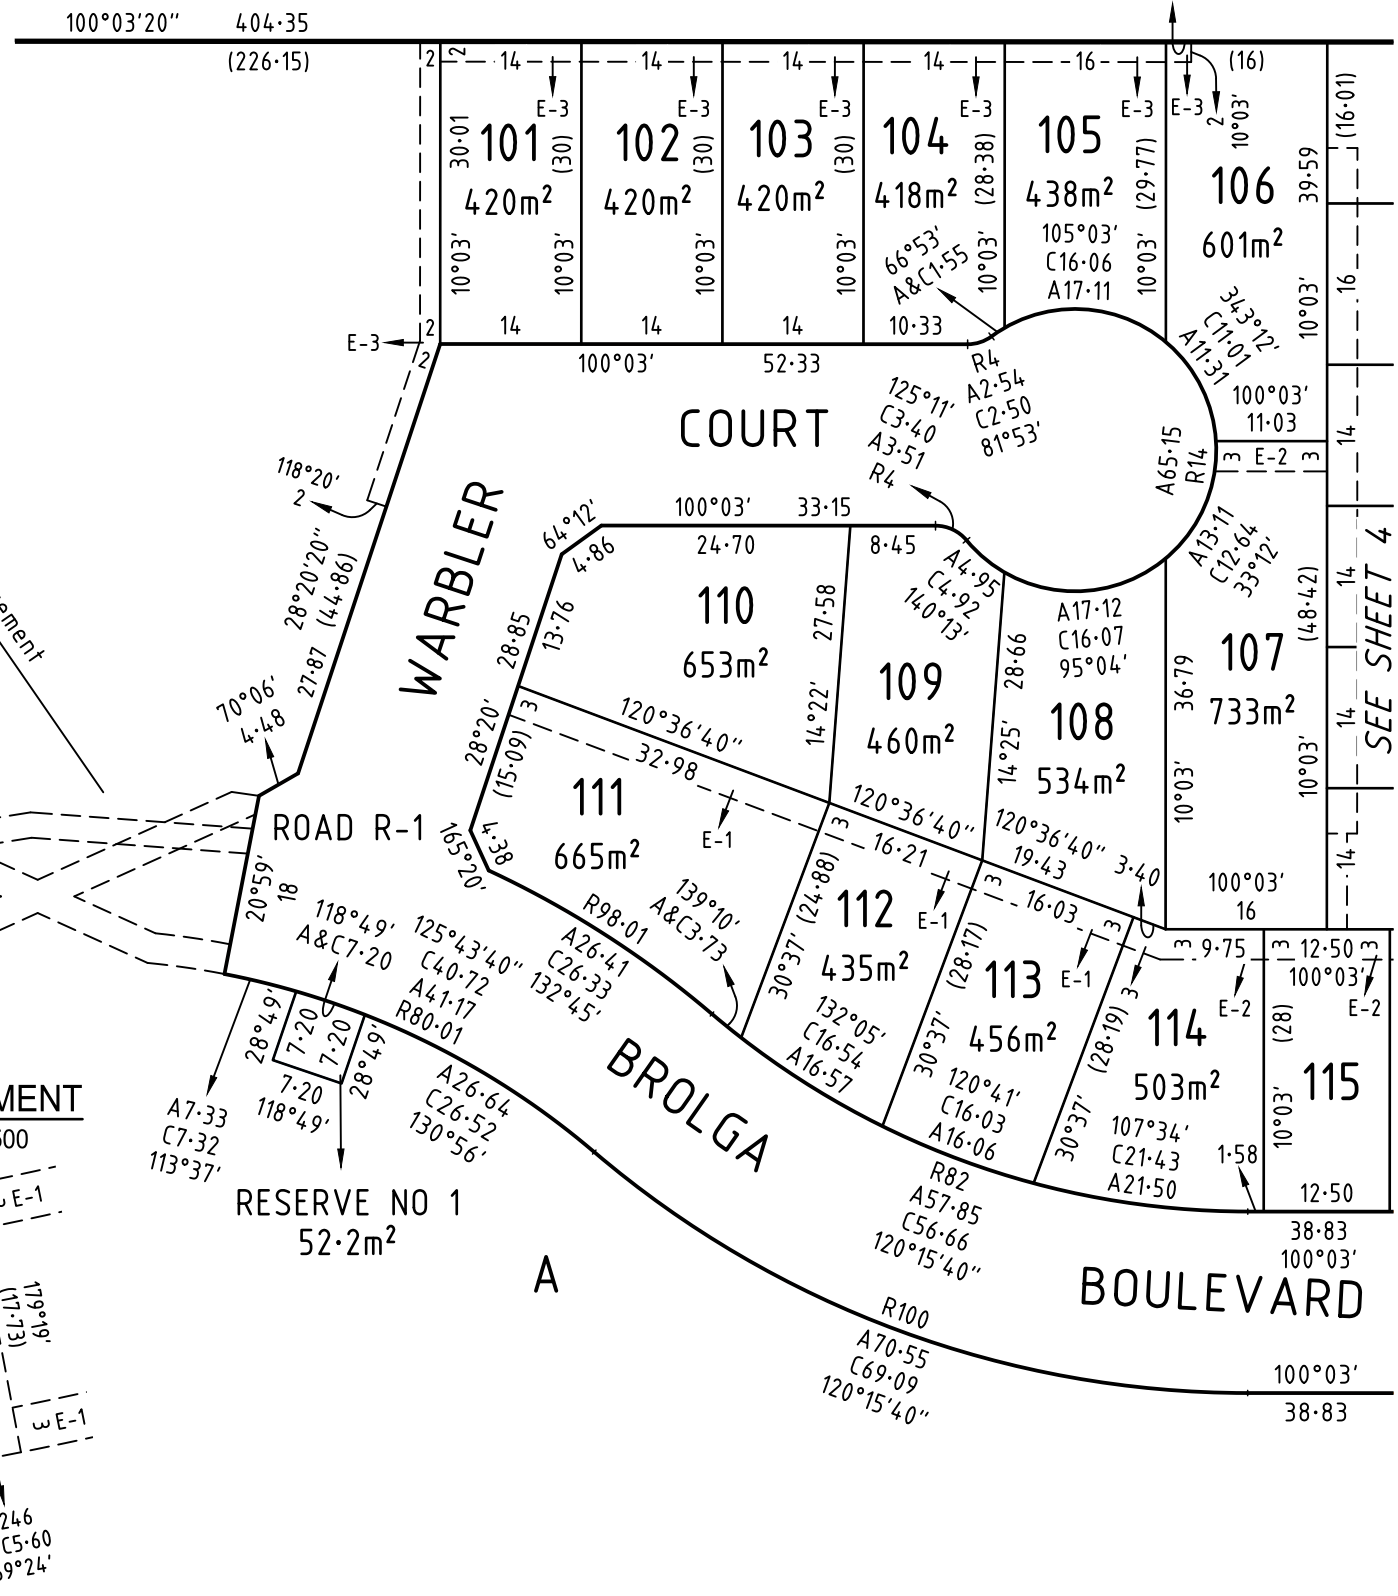 100°03'20" 404·35
(226·15)
2
2
14
14
14
14
16
(16)
E-3
E-3
E-3
E-3
E-3
E-3
2
10°03'
(16·01)
30·01
101
(30)
420m²
102
(30)
420m²
103
(30)
420m²
104
(28·38)
418m²
105
(29·77)
438m²
106
39·59
601m²
10°03'
10°03'
10°03'
10°03'
10°03'
10°03'
10°03'
66°53'
A&C1·55
105°03'
C16·06
A17·11
343°12'
C11·01
A11·31
16
E-3
2
2
14
14
14
10·33
100°03' 52·33
R4
A2·54
C2·50
81°53'
125°11'
C3·40
A3·51
R4
COURT
A65·15
R14
100°03'
11·03
3 E-2 3
14
118°20'
2
WARBLER
28°20'20"
(44·86)
27·87
64°12'
4·86
100°03' 33·15
24·70
8·45
A4·95
C4·92
140°13'
A13·11
C12·64
33°12'
14
(48·42)
SEE SHEET 4
28·85
13·76
110
653m²
27·58
14°22'
109
460m²
28·66
14°25'
A17·12
C16·07
95°04'
108
534m²
36·79
10°03'
107
733m²
10°03'
14
14
ement
70°06'
4·48
28°20'
(15·09)
3
120°36'40"
32·98
111
665m²
E-1
4·38
165°20'
ROAD R-1
20°59'
18
120°36'40"
16·21
3
120°36'40"
19·43
3·40
3
16·03
3
100°03'
16
139°10'
A&C3·73
(24·88)
30°37'
112
435m²
E-1
132°05'
C16·54
A16·57
(28·17)
30°37'
113
456m²
E-1
120°41'
C16·03
A16·06
3
(28·19)
30°37'
3 9·75
E-2
114
503m²
107°34'
C21·43
A21·50
1·58
3 12·50 3
100°03'
E-2
(28)
10°03'
115
12·50
118°49'
A&C7·20
125°43'40"
C40·72
A41·17
R80·01
R98·01
A26·41
C26·33
132°45'
28°49'
7·20
7·20
28°49'
7·20
118°49'
A7·33
C7·32
113°37'
A26·64
C26·52
130°56'
BROLGA
RESERVE NO 1
52·2m²
A
R82
A57·85
C56·66
120°15'40"
38·83
100°03'
BOULEVARD
R100
A70·55
C69·09
120°15'40"
100°03'
38·83
MENT
500
E-1
179°19'
(17·73)
3 E-1
246
C5·60
9°24'